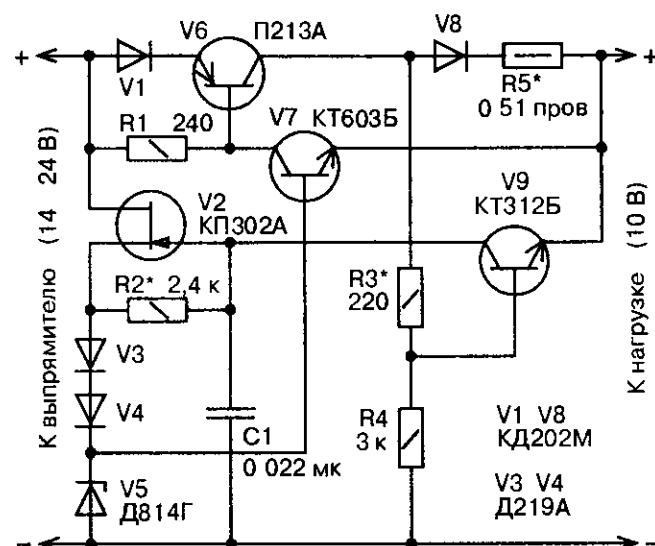 V6
П213А
V8
+
+
V1
R5*
0 51 пров
R1 240
V7
КТ603Б
V2
КП302А
V9
КТ312Б
К выпрямителю (14 24 В)
R2* 2,4 к
R3*
220
К нагрузке (10 В)
V3
V4
C1
0 022 мк
R4
3 к
V1 V8
КД202М
V5
Д814Г
V3 V4
Д219А
−
−